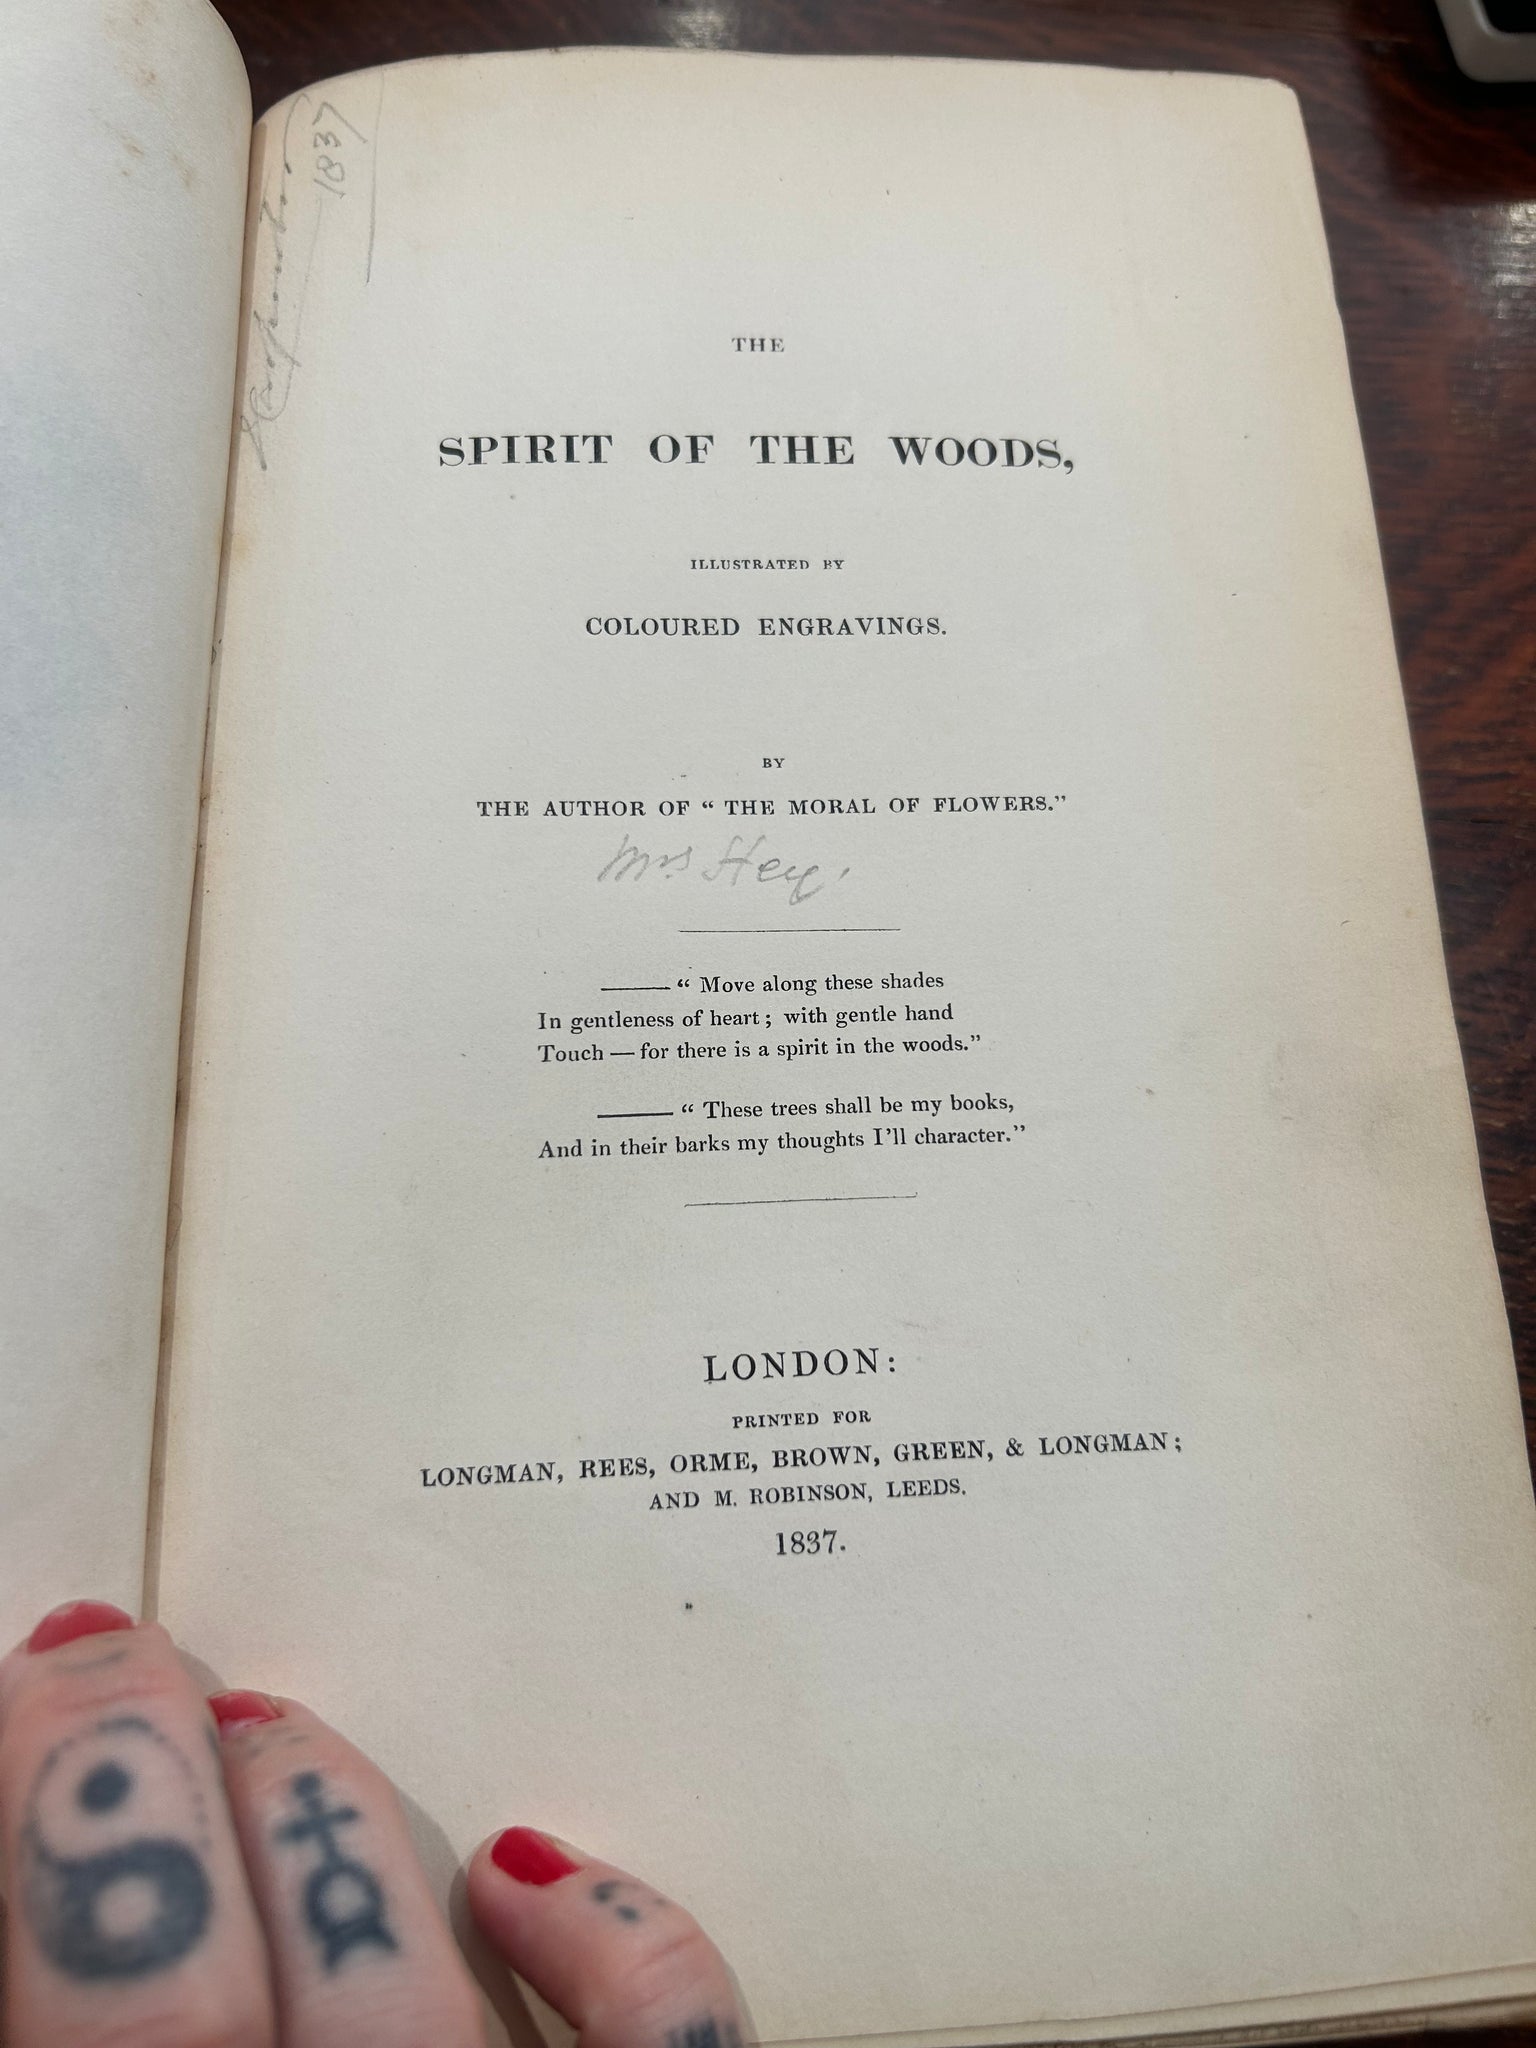 1837
THE
SPIRIT OF THE WOODS,
ILLUSTRATED BY
COLOURED ENGRAVINGS.
BY
THE AUTHOR OF “ THE MORAL OF FLOWERS.”
Mrs Hey.
——— “ Move along these shades
In gentleness of heart ; with gentle hand
Touch — for there is a spirit in the woods.”
——— “ These trees shall be my books,
And in their barks my thoughts I’ll character.”
LONDON:
PRINTED FOR
LONGMAN, REES, ORME, BROWN, GREEN, & LONGMAN ;
AND M. ROBINSON, LEEDS.
1837.